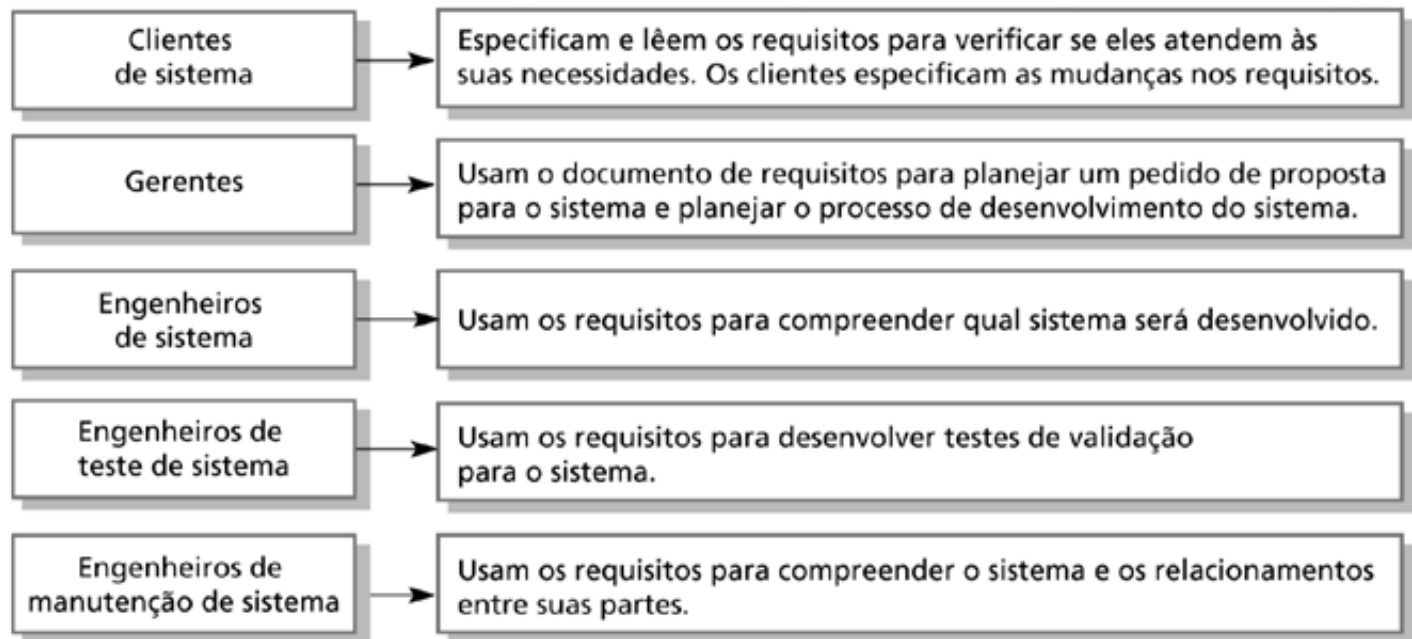 Clientes
de sistema
Especificam e lêem os requisitos para verificar se eles atendem às
suas necessidades. Os clientes especificam as mudanças nos requisitos.
Gerentes
Usam o documento de requisitos para planejar um pedido de proposta
para o sistema e planejar o processo de desenvolvimento do sistema.
Engenheiros
de sistema
Usam os requisitos para compreender qual sistema será desenvolvido.
Engenheiros de
teste de sistema
Usam os requisitos para desenvolver testes de validação
para o sistema.
Engenheiros de
manutenção de sistema
Usam os requisitos para compreender o sistema e os relacionamentos
entre suas partes.